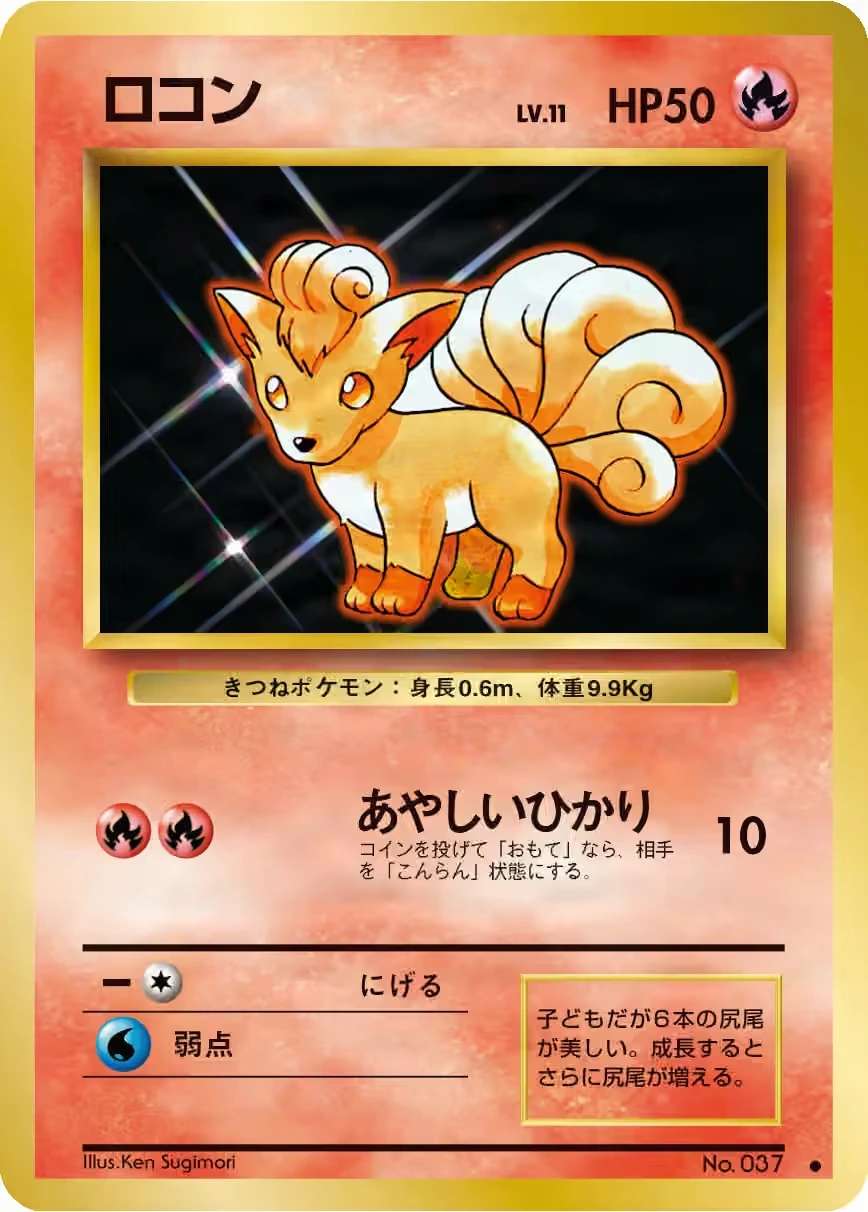 ロコン
LV.11 HP50
きつねポケモン：身長0.6m、体重9.9Kg
あやしいひかり 10
コインを投げて「おもて」なら、相手
を「こんらん」状態にする。
ー にげる
弱点
子どもだが6本の尻尾
が美しい。成長すると
さらに尻尾が増える。
Illus.Ken Sugimori
No. 037 ●